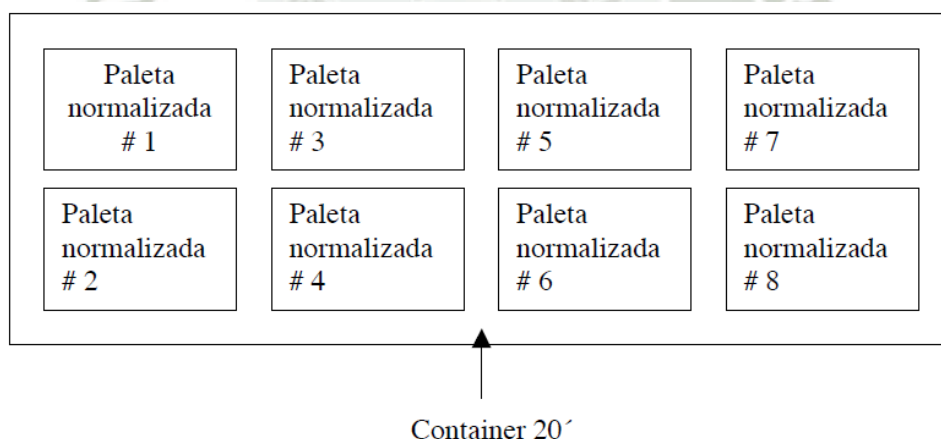 Paleta
normalizada
# 1
Paleta
normalizada
# 3
Paleta
normalizada
# 5
Paleta
normalizada
# 7
Paleta
normalizada
# 2
Paleta
normalizada
# 4
Paleta
normalizada
# 6
Paleta
normalizada
# 8
Container 20´